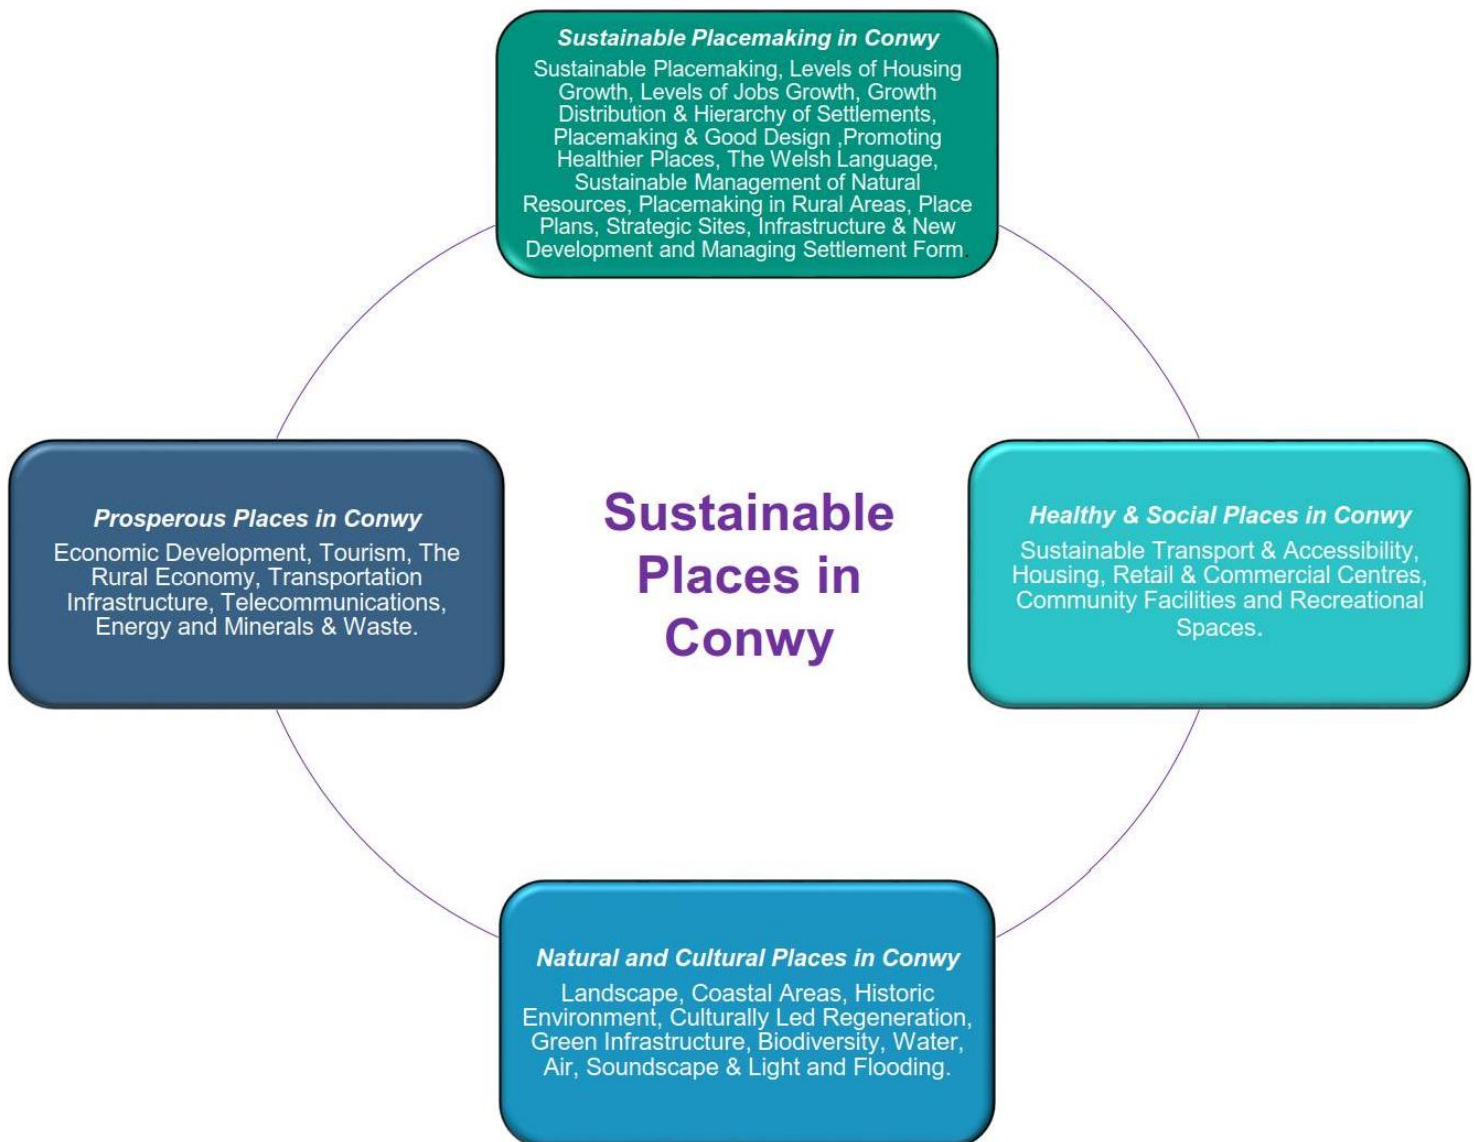 Sustainable Placemaking in Conwy
Sustainable Placemaking, Levels of Housing
Growth, Levels of Jobs Growth, Growth
Distribution & Hierarchy of Settlements,
Placemaking & Good Design ,Promoting
Healthier Places, The Welsh Language,
Sustainable Management of Natural
Resources, Placemaking in Rural Areas, Place
Plans, Strategic Sites, Infrastructure & New
Development and Managing Settlement Form.
Prosperous Places in Conwy
Economic Development, Tourism, The
Rural Economy, Transportation
Infrastructure, Telecommunications,
Energy and Minerals & Waste.
Sustainable
Places in
Conwy
Healthy & Social Places in Conwy
Sustainable Transport & Accessibility,
Housing, Retail & Commercial Centres,
Community Facilities and Recreational
Spaces.
Natural and Cultural Places in Conwy
Landscape, Coastal Areas, Historic
Environment, Culturally Led Regeneration,
Green Infrastructure, Biodiversity, Water,
Air, Soundscape & Light and Flooding.